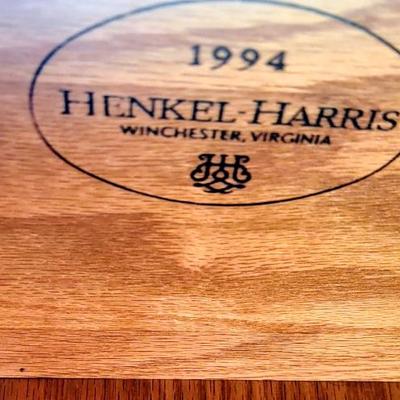 1994
HENKEL-HARRIS
WINCHESTER, VIRGINIA